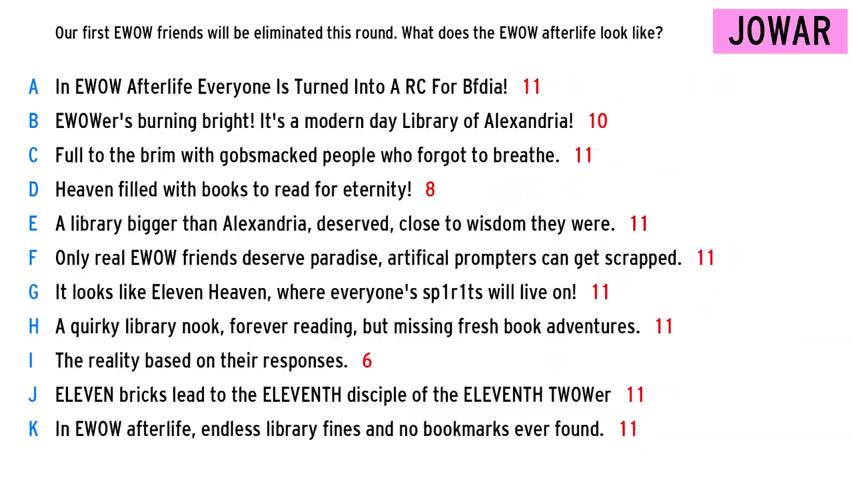 Our first EWOW friends will be eliminated this round. What does the EWOW afterlife look like?
JOWAR
A In EWOW Afterlife Everyone Is Turned Into A RC For Bfdia! 11
B EWOWer's burning bright! It's a modern day Library of Alexandria! 10
C Full to the brim with gobsmacked people who forgot to breathe. 11
D Heaven filled with books to read for eternity! 8
E A library bigger than Alexandria, deserved, close to wisdom they were. 11
F Only real EWOW friends deserve paradise, artifical prompters can get scrapped. 11
G It looks like Eleven Heaven, where everyone's sp1r1ts will live on! 11
H A quirky library nook, forever reading, but missing fresh book adventures. 11
I The reality based on their responses. 6
J ELEVEN bricks lead to the ELEVENTH disciple of the ELEVENTH TWOWer 11
K In EWOW afterlife, endless library fines and no bookmarks ever found. 11